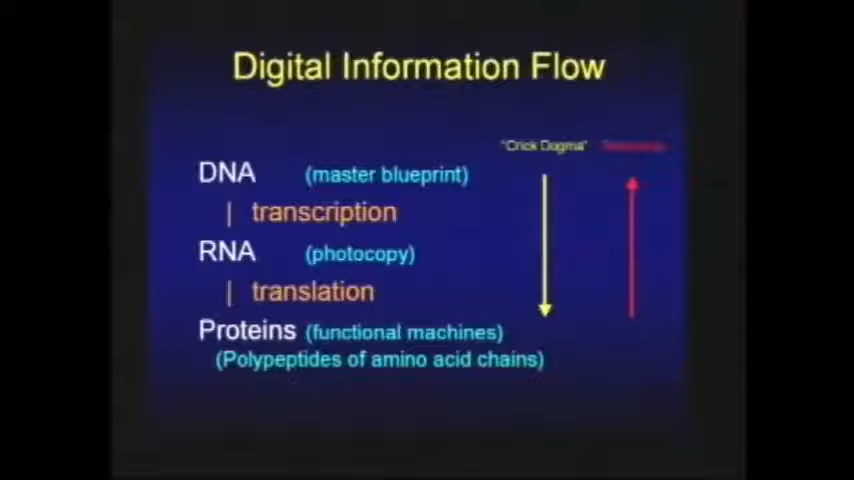 Digital Information Flow
"Crick Dogma"
DNA (master blueprint)
| transcription
RNA (photocopy)
| translation
Proteins (functional machines)
(Polypeptides of amino acid chains)